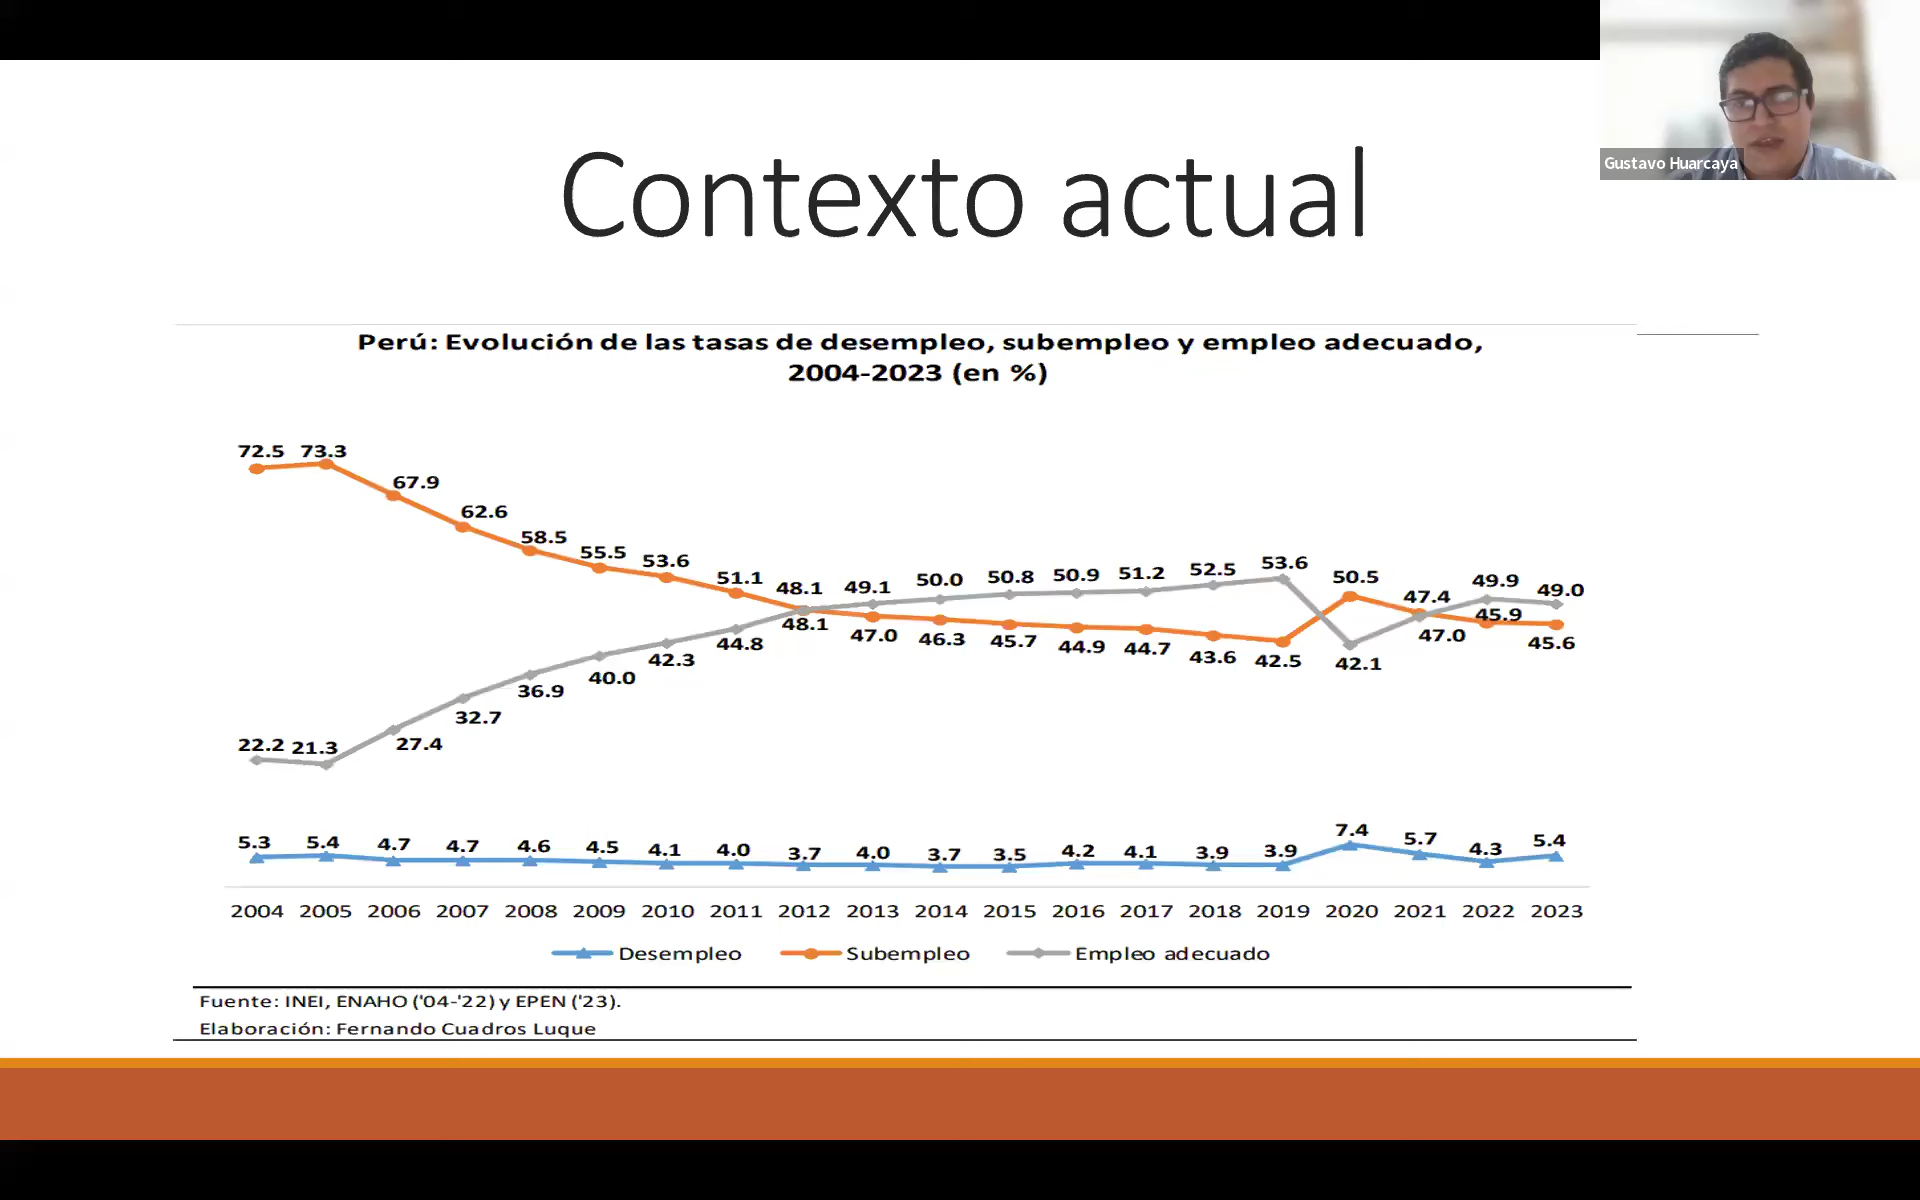 Gustavo Huarcaya
Contexto actual
Perú: Evolución de las tasas de desempleo, subempleo y empleo adecuado,
2004-2023 (en %)
72.5 73.3 67.9 62.6 58.5 55.5 53.6 51.1 48.1 47.0 46.3 45.7 44.9 44.7 43.6 42.5 50.5 47.4 45.9 45.6
22.2 21.3 27.4 32.7 36.9 40.0 42.3 44.8 48.1 49.1 50.0 50.8 50.9 51.2 52.5 53.6 42.1 47.0 49.9 49.0
5.3 5.4 4.7 4.7 4.6 4.5 4.1 4.0 3.7 4.0 3.7 3.5 4.2 4.1 3.9 3.9 7.4 5.7 4.3 5.4
2004 2005 2006 2007 2008 2009 2010 2011 2012 2013 2014 2015 2016 2017 2018 2019 2020 2021 2022 2023
Desempleo Subempleo Empleo adecuado
Fuente: INEI, ENAHO ('04-'22) y EPEN ('23).
Elaboración: Fernando Cuadros Luque